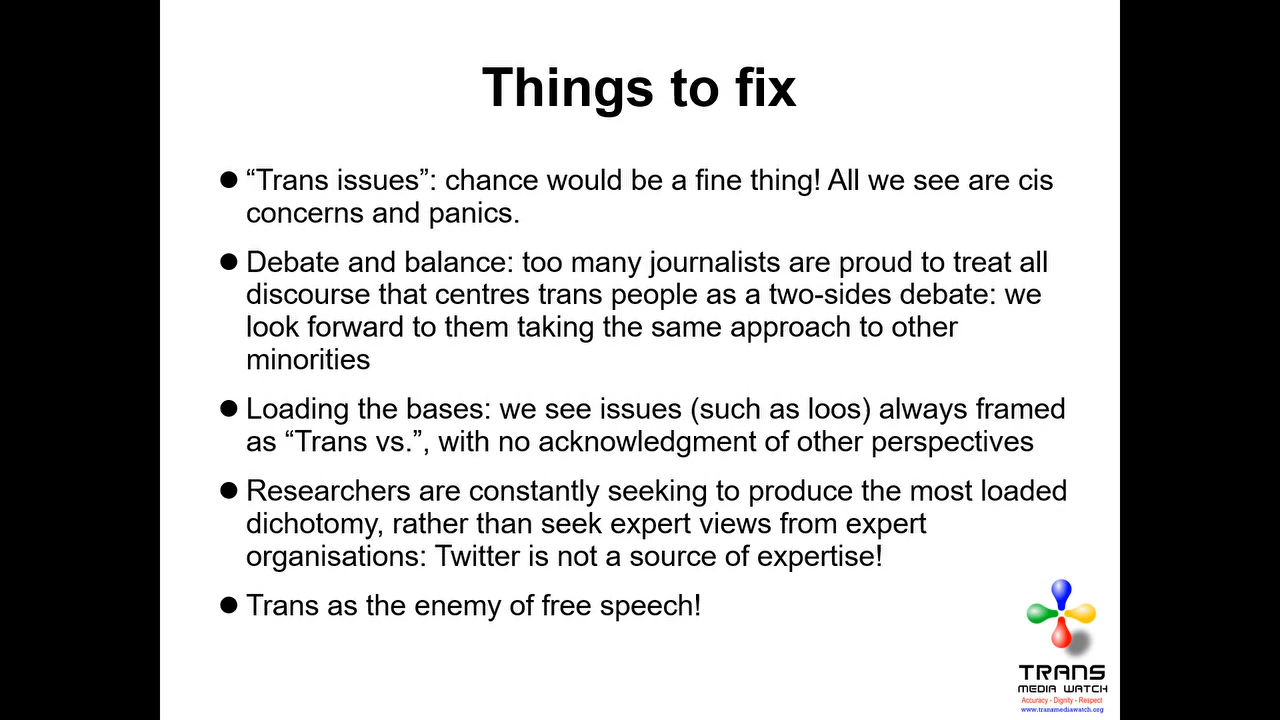 Things to fix
“Trans issues”: chance would be a fine thing! All we see are cis
concerns and panics.
Debate and balance: too many journalists are proud to treat all
discourse that centres trans people as a two-sides debate: we
look forward to them taking the same approach to other
minorities
Loading the bases: we see issues (such as loos) always framed
as “Trans vs.”, with no acknowledgment of other perspectives
Researchers are constantly seeking to produce the most loaded
dichotomy, rather than seek expert views from expert
organisations: Twitter is not a source of expertise!
Trans as the enemy of free speech!
TRANS
MEDIA WATCH
Accuracy - Dignity - Respect
www.transmediawatch.org